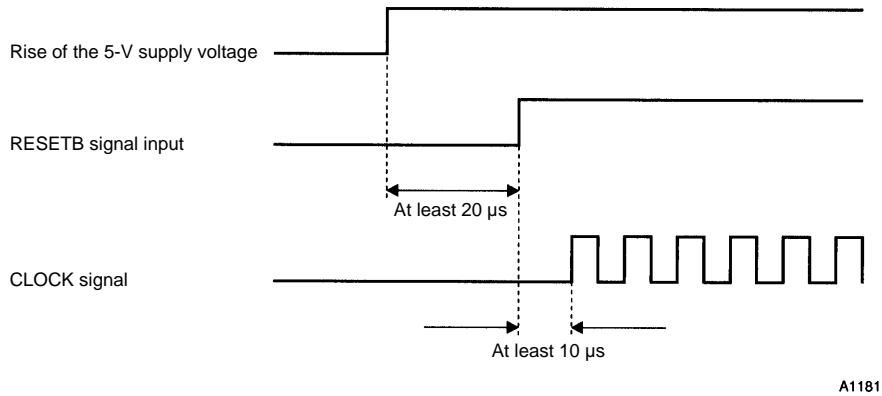 Rise of the 5-V supply voltage
RESETB signal input
At least 20 µs
CLOCK signal
At least 10 µs
A11811